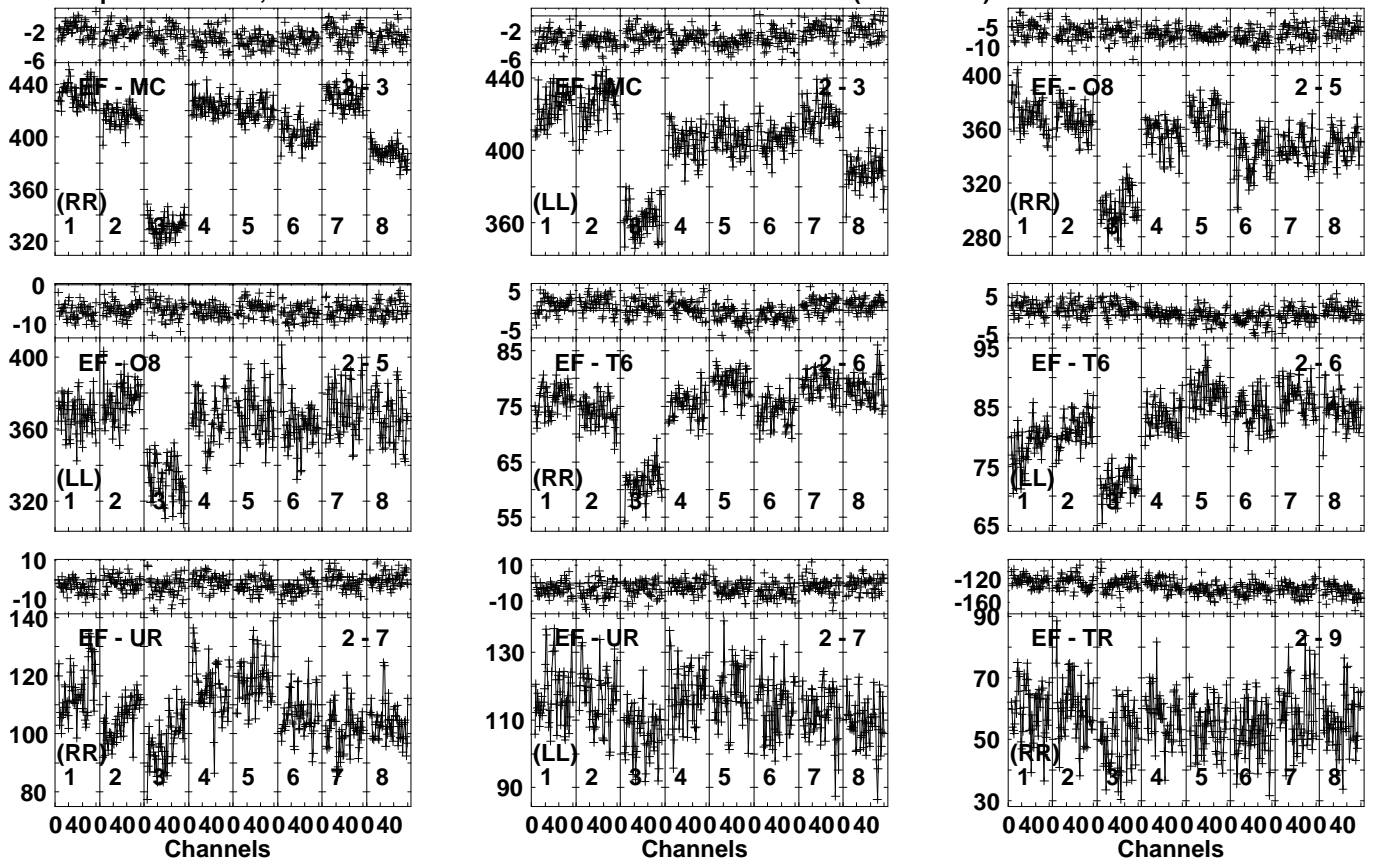 -2 -2 -5
-6 -6 -10
440 EF - MC 2 - 3 440 EF - MC 2 - 3 400 EF - O8 2 - 5
400 400 360
360 320
(RR) (LL) (RR)
320 1 2 3 4 5 6 7 8 360 1 2 3 4 5 6 7 8 280 1 2 3 4 5 6 7 8
0 5 5
-10 -5 -5
400 EF - O8 2 - 5 85 EF - T6 2 - 6 95 EF - T6 2 - 6
360 75 85
65 75
(LL) (RR) (LL)
320 1 2 3 4 5 6 7 8 55 1 2 3 4 5 6 7 8 65 1 2 3 4 5 6 7 8
10 10 -120
-10 -10 -160
140 EF - UR 2 - 7 130 EF - UR 2 - 7 90 EF - TR 2 - 9
120 110 70
100 50
(RR) (LL) (RR)
80 1 2 3 4 5 6 7 8 90 1 2 3 4 5 6 7 8 30 1 2 3 4 5 6 7 8
0 40 0 40 0 40 0 40 0 40 0 40 0 40 0 40 0 40 0 40 0 40 0 40 0 40 0 40 0 40 0 40 0 40 0 40 0 40 0 40 0 40 0 40 0 40 0 40
Channels Channels Channels